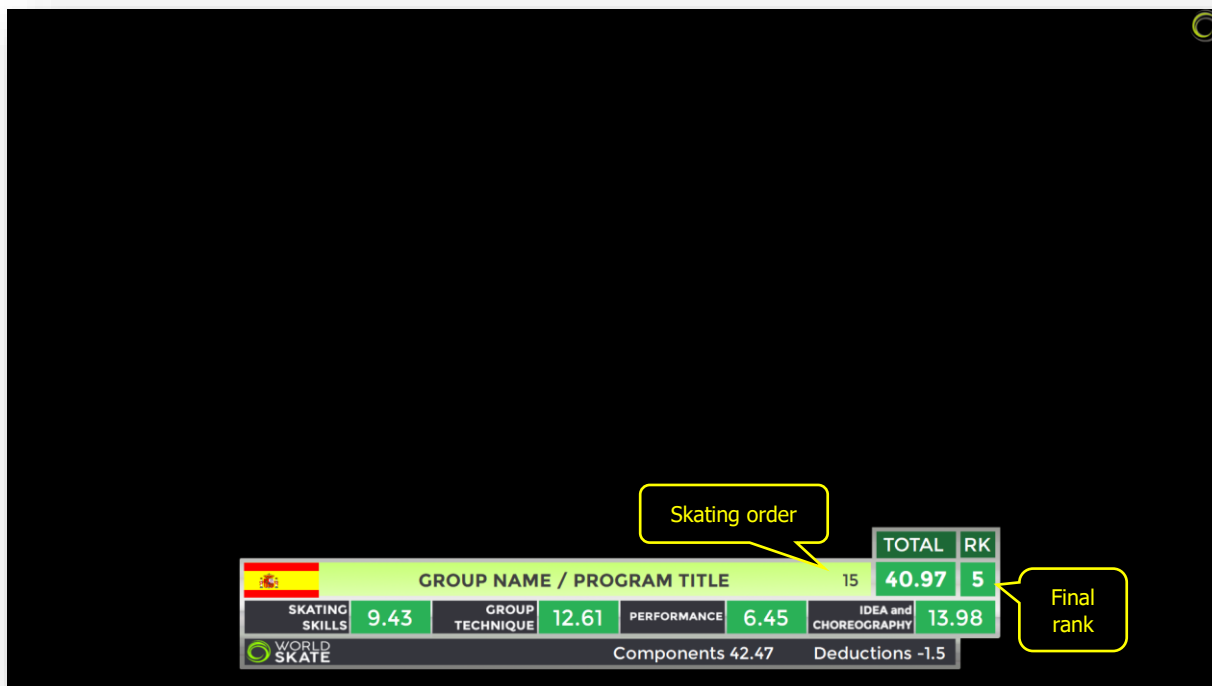 Skating order
TOTAL RK
GROUP NAME / PROGRAM TITLE 15 40.97 5
Final
rank
SKATING
SKILLS 9.43 GROUP
TECHNIQUE 12.61 PERFORMANCE 6.45 IDEA and
CHOREOGRAPHY 13.98
WORLD
SKATE Components 42.47 Deductions -1.5